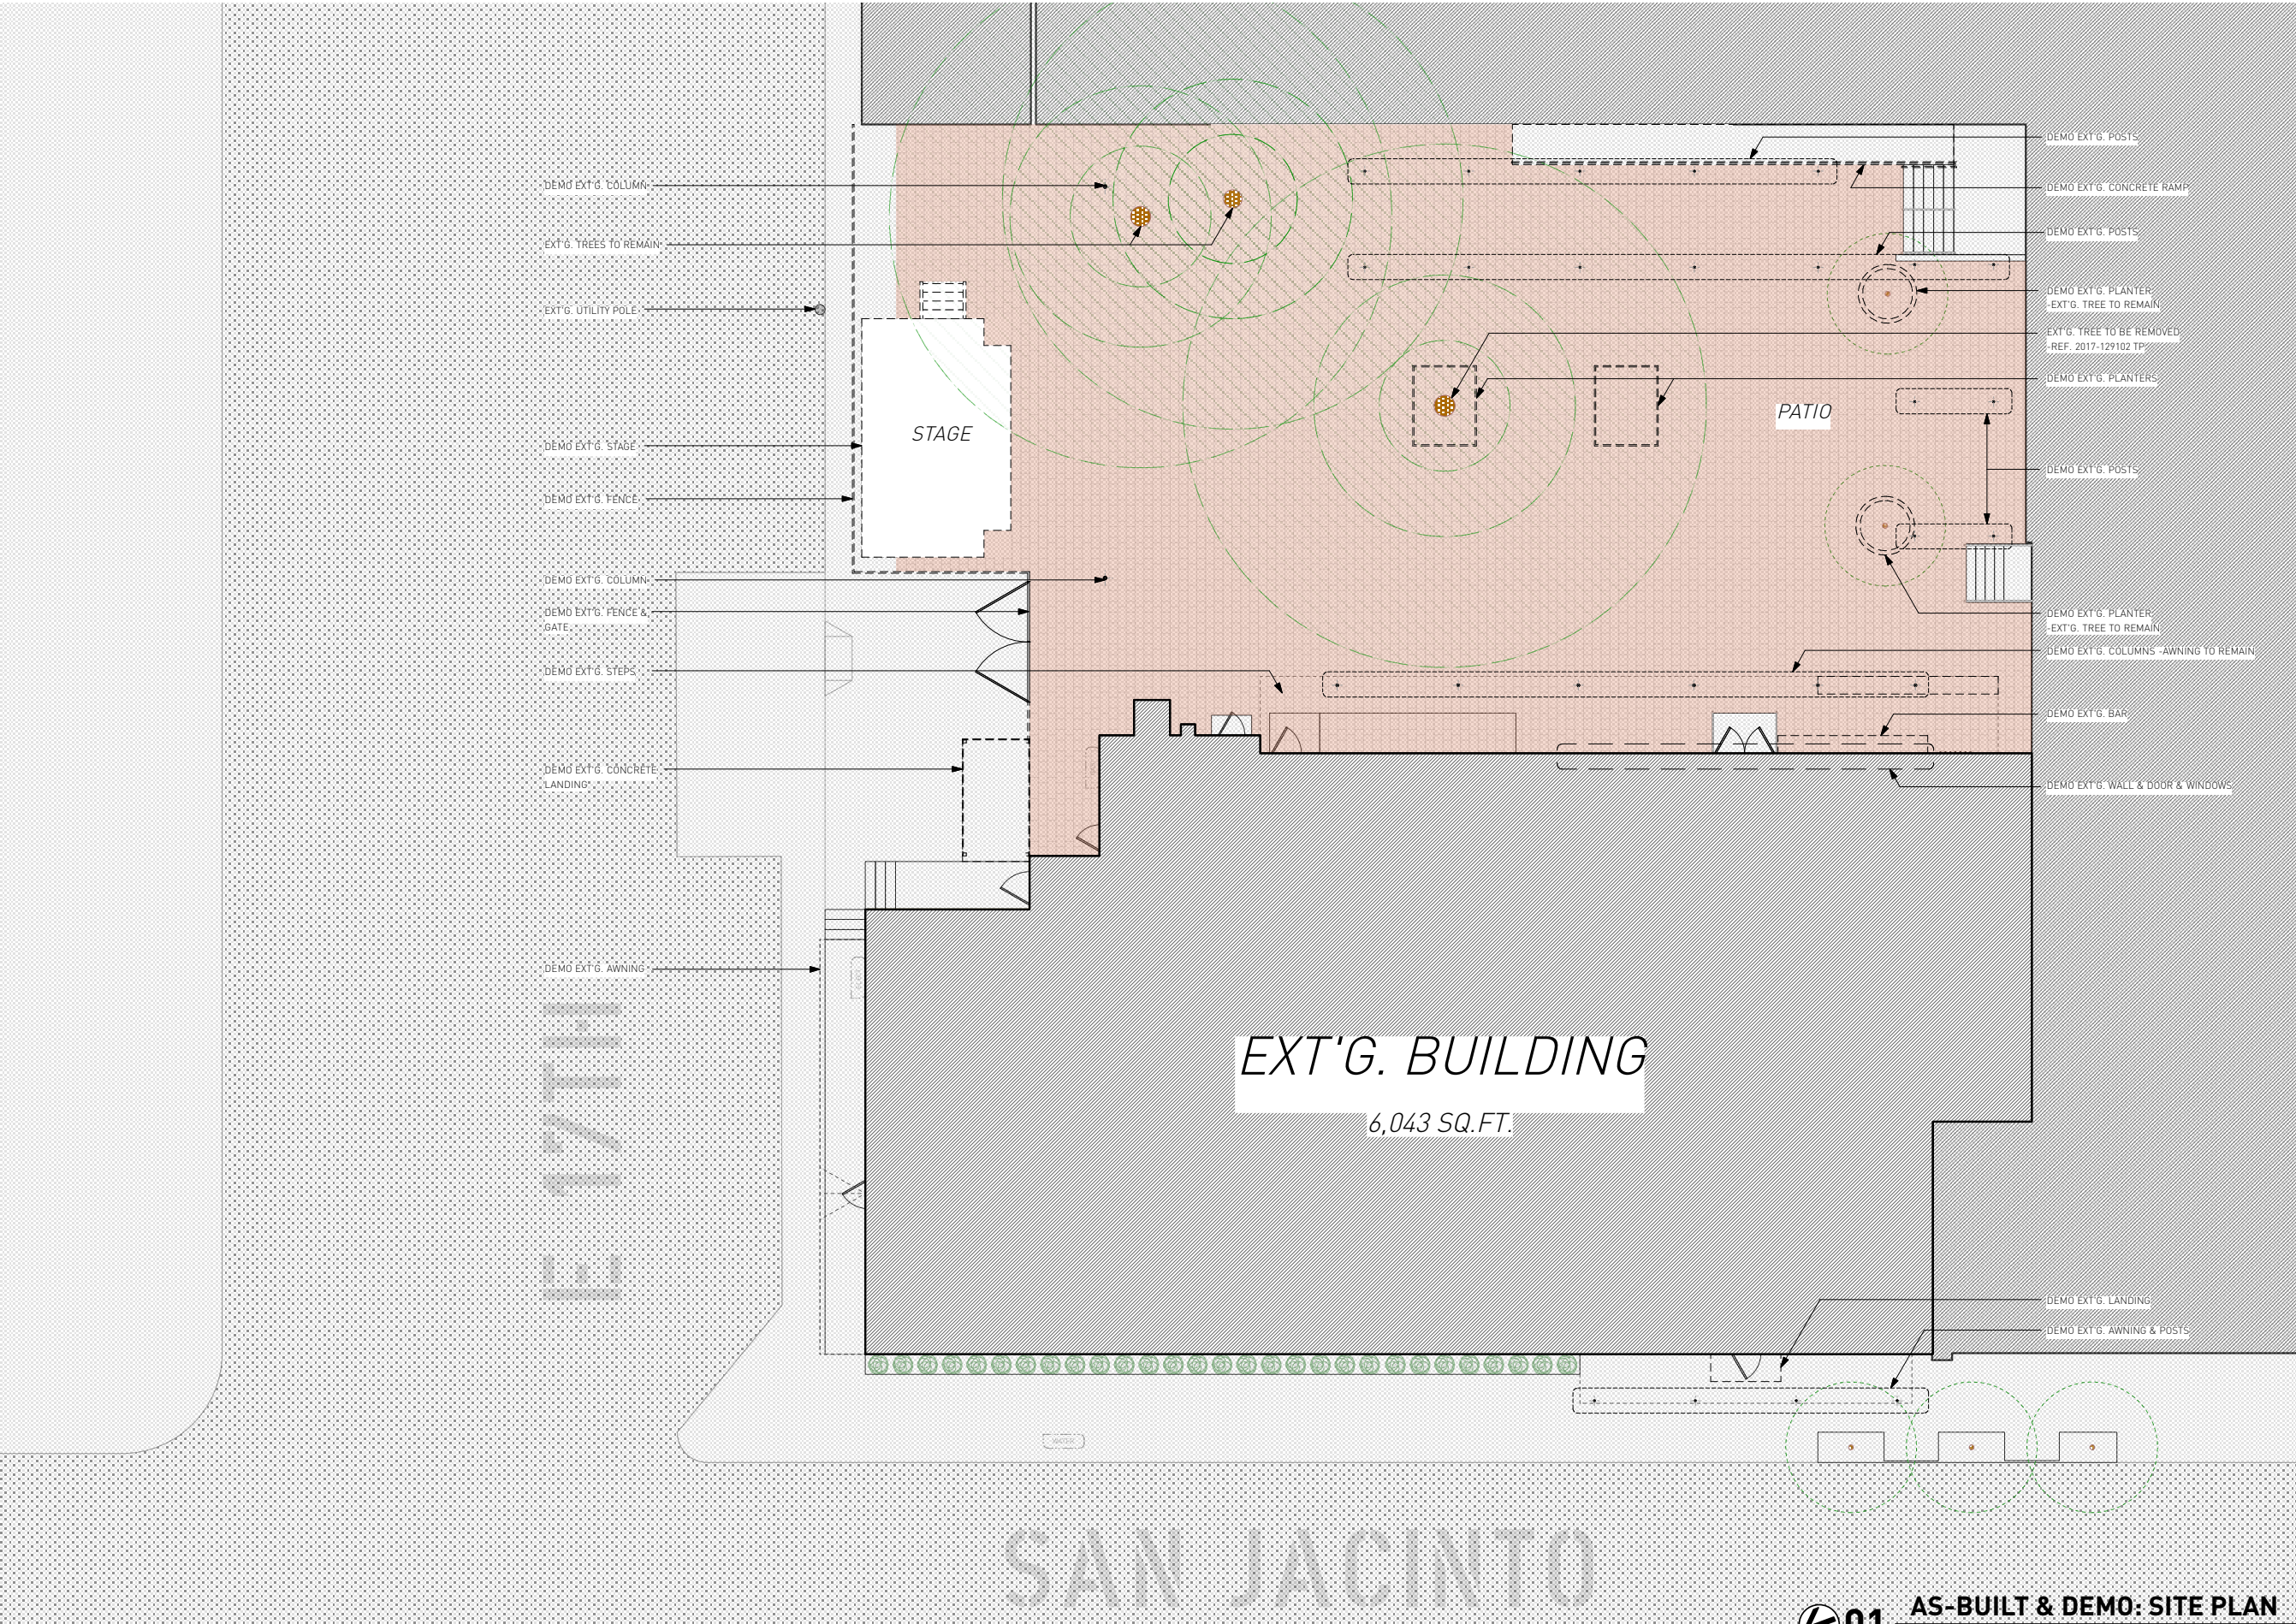 DEMO EXT'G. COLUMN
EXT'G. TREES TO REMAIN
EXT'G. UTILITY POLE
DEMO EXT'G. STAGE
DEMO EXT'G. FENCE
DEMO EXT'G. COLUMN
DEMO EXT'G. FENCE &
GATE
DEMO EXT'G. STEPS
DEMO EXT'G. CONCRETE
LANDING
DEMO EXT'G. AWNING
E 17TH
STAGE
PATIO
EXT'G. BUILDING
6,043 SQ.FT.
DEMO EXT'G. POSTS
DEMO EXT'G. CONCRETE RAMP
DEMO EXT'G. POSTS
DEMO EXT'G. PLANTER
-EXT'G. TREE TO REMAIN
EXT'G. TREE TO BE REMOVED
-REF. 2017-129102 TP
DEMO EXT'G. PLANTERS
DEMO EXT'G. POSTS
DEMO EXT'G. PLANTER
-EXT'G. TREE TO REMAIN
DEMO EXT'G. COLUMNS -AWNING TO REMAIN
DEMO EXT'G. BAR
DEMO EXT'G. WALL & DOOR & WINDOWS
DEMO EXT'G. LANDING
DEMO EXT'G. AWNING & POSTS
WATER
SAN JACINTO
01
AS-BUILT & DEMO: SITE PLAN